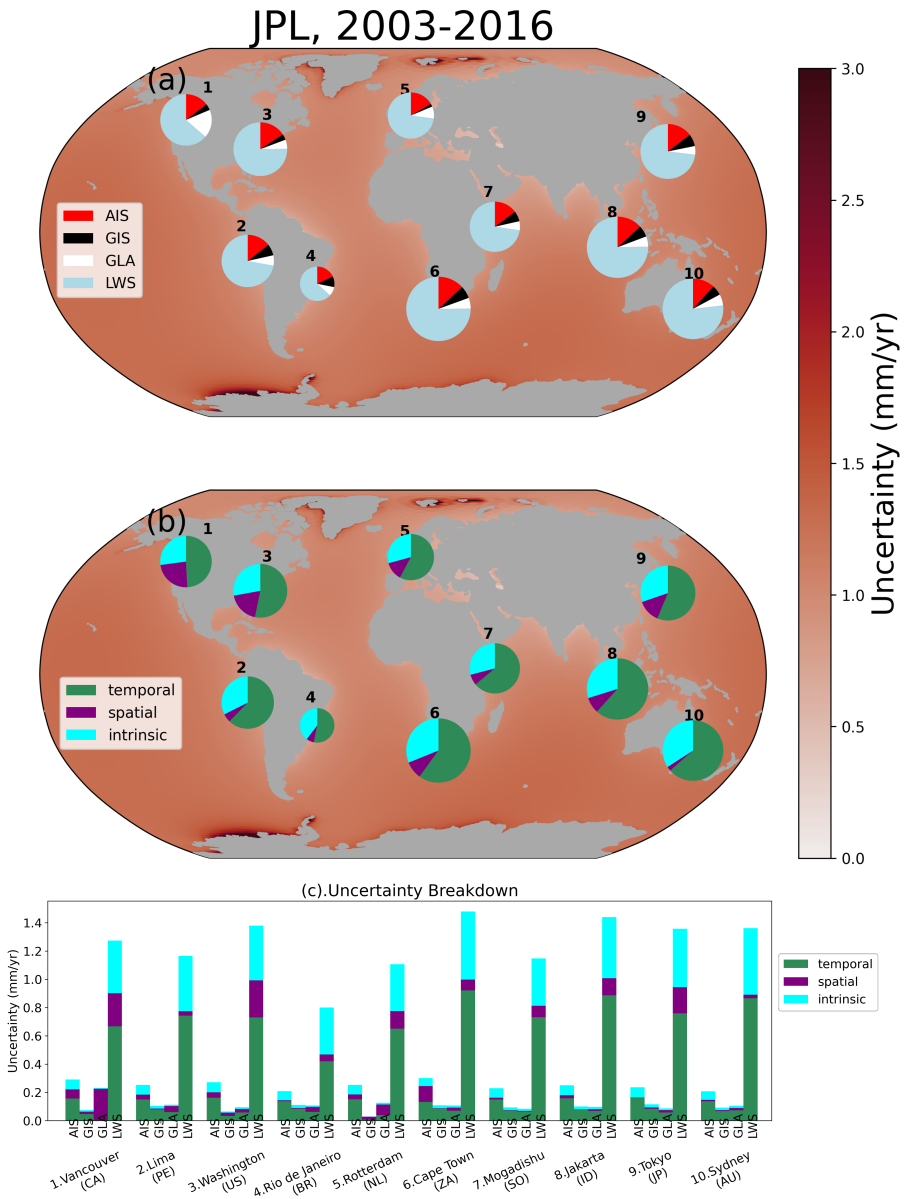 JPL, 2003-2016
(a)
1
2
3
4
5
6
7
8
9
10
AIS
GIS
GLA
LWS
3.0
2.5
2.0
1.5
1.0
0.5
0.0
Uncertainty (mm/yr)
(b)
1
2
3
4
5
6
7
8
9
10
temporal
spatial
intrinsic
(c).Uncertainty Breakdown
Uncertainty (mm/yr)
1.4
1.2
1.0
0.8
0.6
0.4
0.2
0.0
AIS GIS GLA LWS
AIS GIS GLA LWS
AIS GIS GLA LWS
AIS GIS GLA LWS
AIS GIS GLA LWS
AIS GIS GLA LWS
AIS GIS GLA LWS
AIS GIS GLA LWS
AIS GIS GLA LWS
AIS GIS GLA LWS
1.Vancouver
(CA)
2.Lima
(PE)
3.Washington
(US)
4.Rio de Janeiro
(BR)
5.Rotterdam
(NL)
6.Cape Town
(ZA)
7.Mogadishu
(SO)
8.Jakarta
(ID)
9.Tokyo
(JP)
10.Sydney
(AU)
temporal
spatial
intrinsic